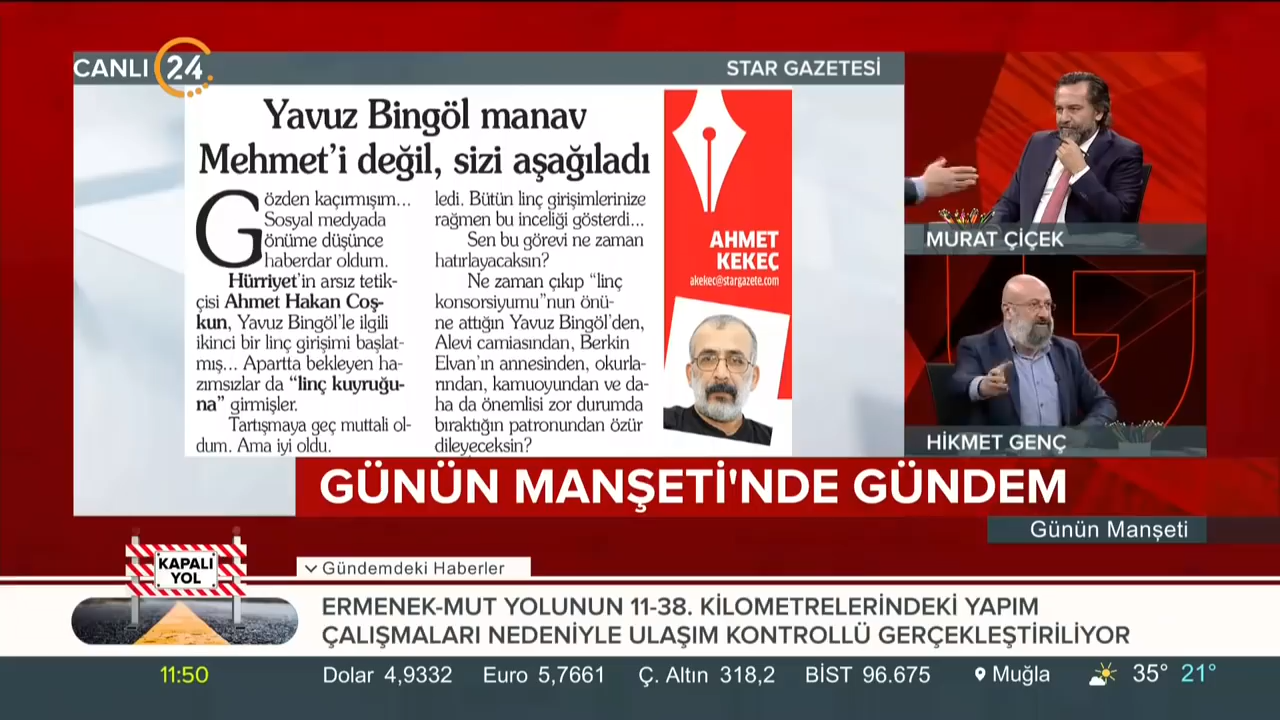 CANLI 24
STAR GAZETESİ
Yavuz Bingöl manav
Mehmet'i değil, sizi aşağıladı
Gözden kaçırmışım...
Sosyal medyada
önüme düşünce
haberdar oldum.
Hürriyet'in arsız tetik-
çisi Ahmet Hakan Coş-
kun, Yavuz Bingöl'le ilgili
ikinci bir linç girişimi başlat-
mış... Apartta bekleyen ha-
zımsızlar da "linç kuyruğu-
na" girmişler.
Tartışmaya geç muttali ol-
dum. Ama iyi oldu.
ledi. Bütün linç girişimlerinize
rağmen bu inceliği gösterdi...
Sen bu görevi ne zaman
hatırlayacaksın?
Ne zaman çıkıp "linç
konsorsiyumu"nun önü-
ne attığın Yavuz Bingöl'den,
Alevi camiasından, Berkin
Elvan'ın annesinden, okurla-
rından, kamuoyundan ve da-
ha da önemlisi zor durumda
bıraktığın patronundan özür
dileyeceksin?
AHMET
KEKEÇ
akekec@stargazete.com
MURAT ÇİÇEK
HİKMET GENÇ
GÜNÜN MANŞETİ'NDE GÜNDEM
Günün Manşeti
KAPALI
YOL
Gündemdeki Haberler
ERMENEK-MUT YOLUNUN 11-38. KİLOMETRELERİNDEKİ YAPIM
ÇALIŞMALARI NEDENİYLE ULAŞIM KONTROLLÜ GERÇEKLEŞTİRİLİYOR
11:50 Dolar 4,9332 Euro 5,7661 Ç. Altın 318,2 BİST 96.675 Muğla 35° 21°